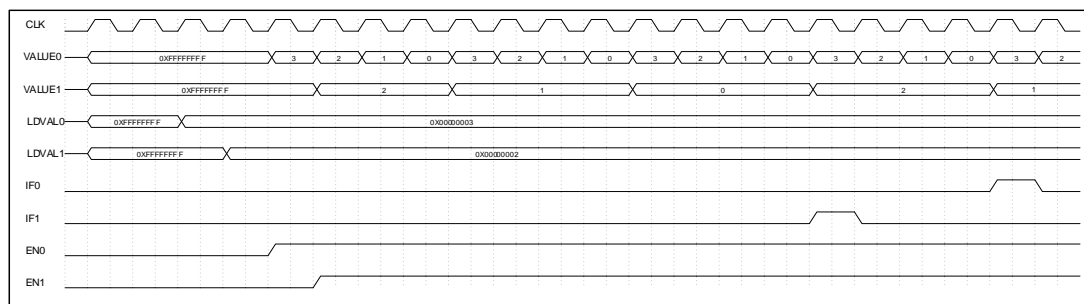 CLK
VALUE0 0XFFFFFFFF 3 2 1 0 3 2 1 0 3 2 1 0 3 2 1 0 3 2
VALUE1 0XFFFFFFFF 2 1 0 2 1
LDVAL0 0XFFFFFFFF 0X00000003
LDVAL1 0XFFFFFFFF 0X00000002
IF0
IF1
EN0
EN1